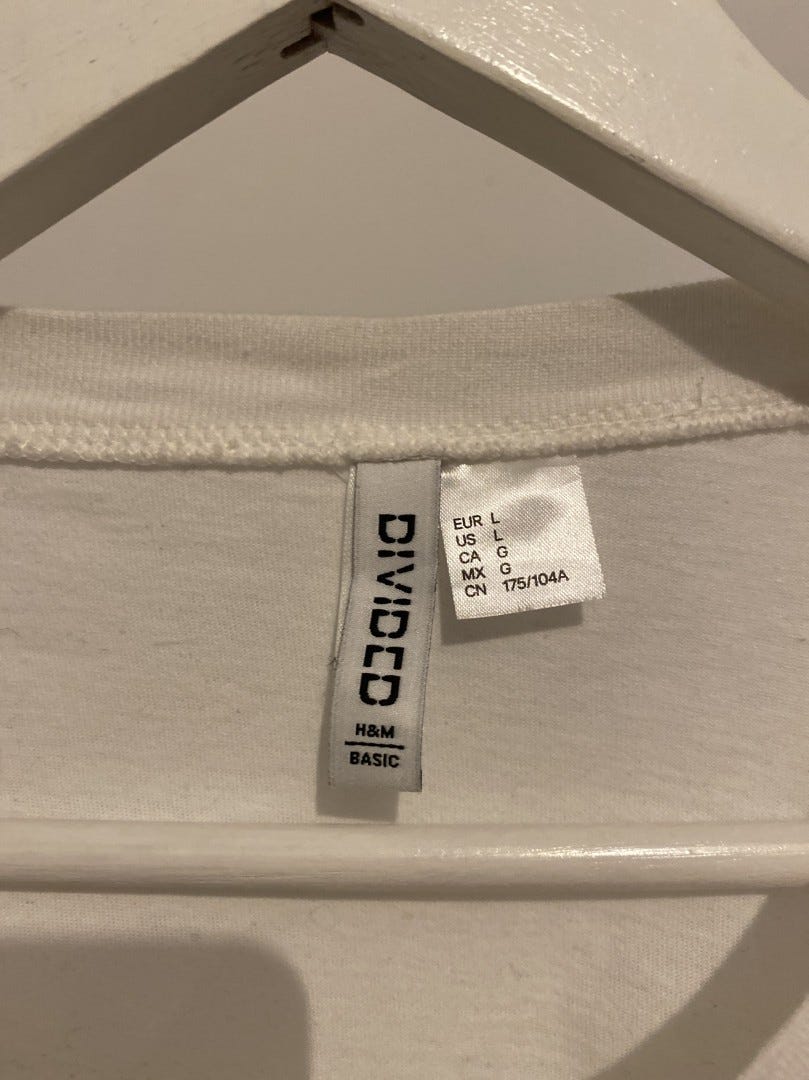 DIVIDED
H&M
BASIC
EUR L
US L
CA G
MX G
CN 175/104A